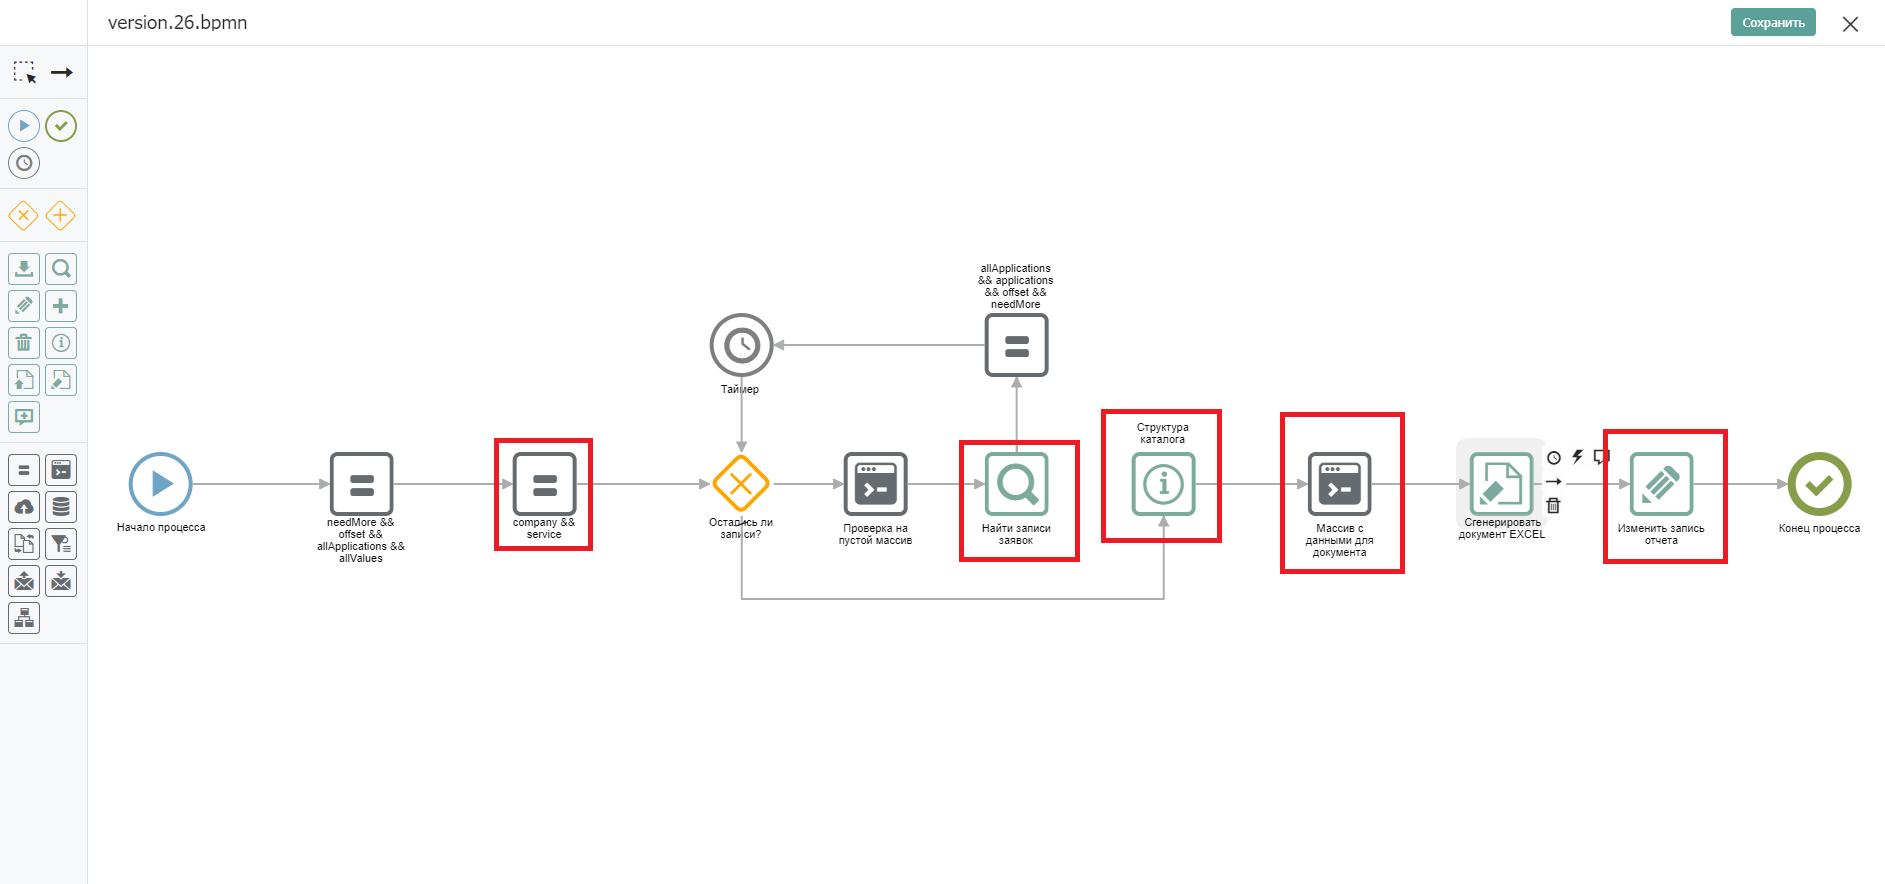 version.26.bpmn
Сохранить
allApplications
&& applications
&& offset &&
needMore
Таймер
Структура
каталога
Начало процесса
needMore &&
offset &&
allApplications &&
allValues
company &&
service
Остались ли
записи?
Проверка на
пустой массив
Найти записи
заявок
Массив с
данными для
документа
Сгенерировать
документ EXCEL
Изменить запись
отчета
Конец процесса